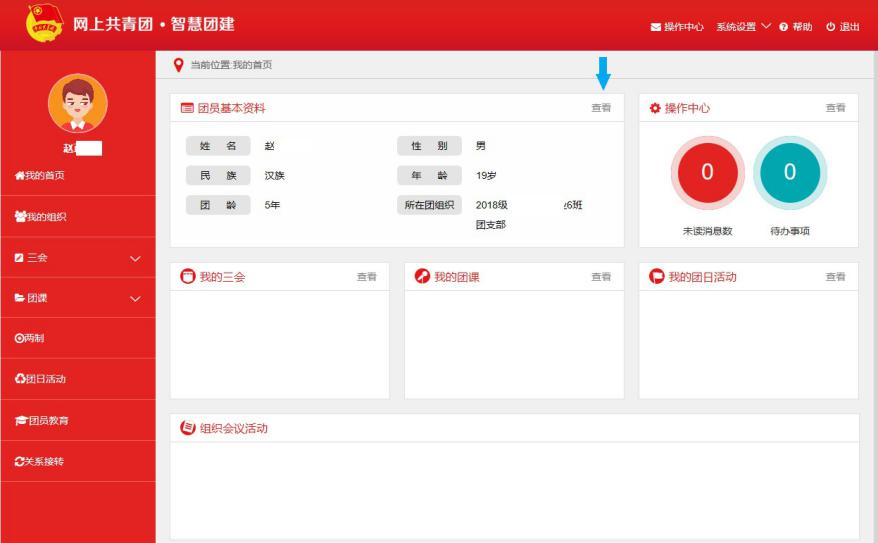 网上共青团·智慧团建
操作中心 系统设置 帮助 退出
当前位置:我的首页
赵
我的首页
我的组织
三会
团课
两制
团日活动
团员教育
关系接转
团员基本资料 查看
姓 名 赵
性 别 男
民 族 汉族
年 龄 19岁
团 龄 5年
所在团组织 2018级 26班
团支部
操作中心 查看
0 0
未读消息数 待办事项
我的三会 查看
我的团课 查看
我的团日活动 查看
组织会议活动